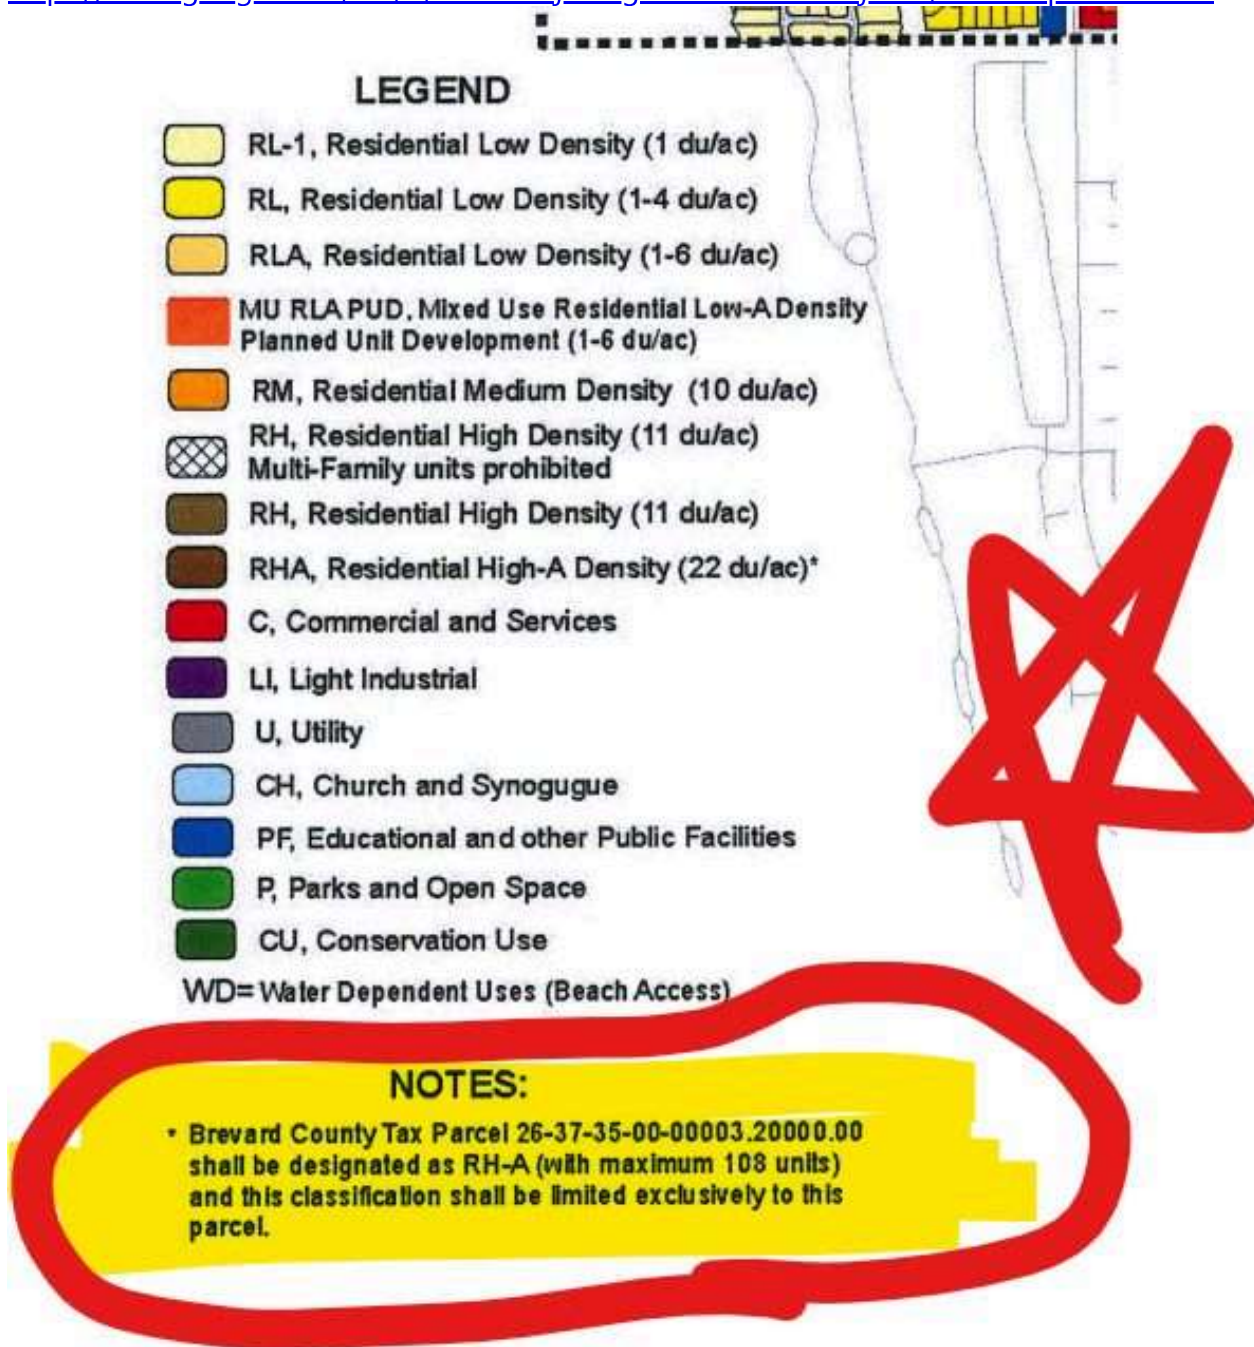 LEGEND
RL-1, Residential Low Density (1 du/ac)
RL, Residential Low Density (1-4 du/ac)
RLA, Residential Low Density (1-6 du/ac)
MU RLA PUD, Mixed Use Residential Low-A Density
Planned Unit Development (1-6 du/ac)
RM, Residential Medium Density (10 du/ac)
RH, Residential High Density (11 du/ac)
Multi-Family units prohibited
RH, Residential High Density (11 du/ac)
RHA, Residential High-A Density (22 du/ac)*
C, Commercial and Services
LI, Light Industrial
U, Utility
CH, Church and Synogugue
PF, Educational and other Public Facilities
P, Parks and Open Space
CU, Conservation Use
WD= Water Dependent Uses (Beach Access)
NOTES:
* Brevard County Tax Parcel 26-37-35-00-00003.20000.00
shall be designated as RH-A (with maximum 108 units)
and this classification shall be limited exclusively to this
parcel.